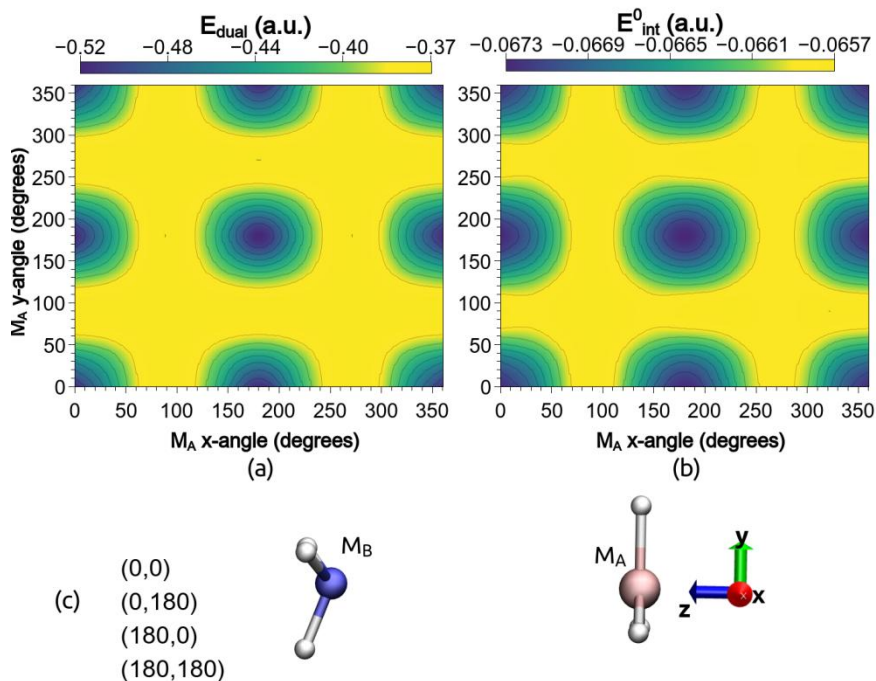 E_dual (a.u.)
−0.52 −0.48 −0.44 −0.40 −0.37
M_A y-angle (degrees)
350
300
250
200
150
100
50
0
0 50 100 150 200 250 300 350
M_A x-angle (degrees)
(a)
E⁰_int (a.u.)
−0.0673 −0.0669 −0.0665 −0.0661 −0.0657
350
300
250
200
150
100
50
0
0 50 100 150 200 250 300 350
M_A x-angle (degrees)
(b)
(c)
(0,0)
(0,180)
(180,0)
(180,180)
M_B
M_A
y
z
x